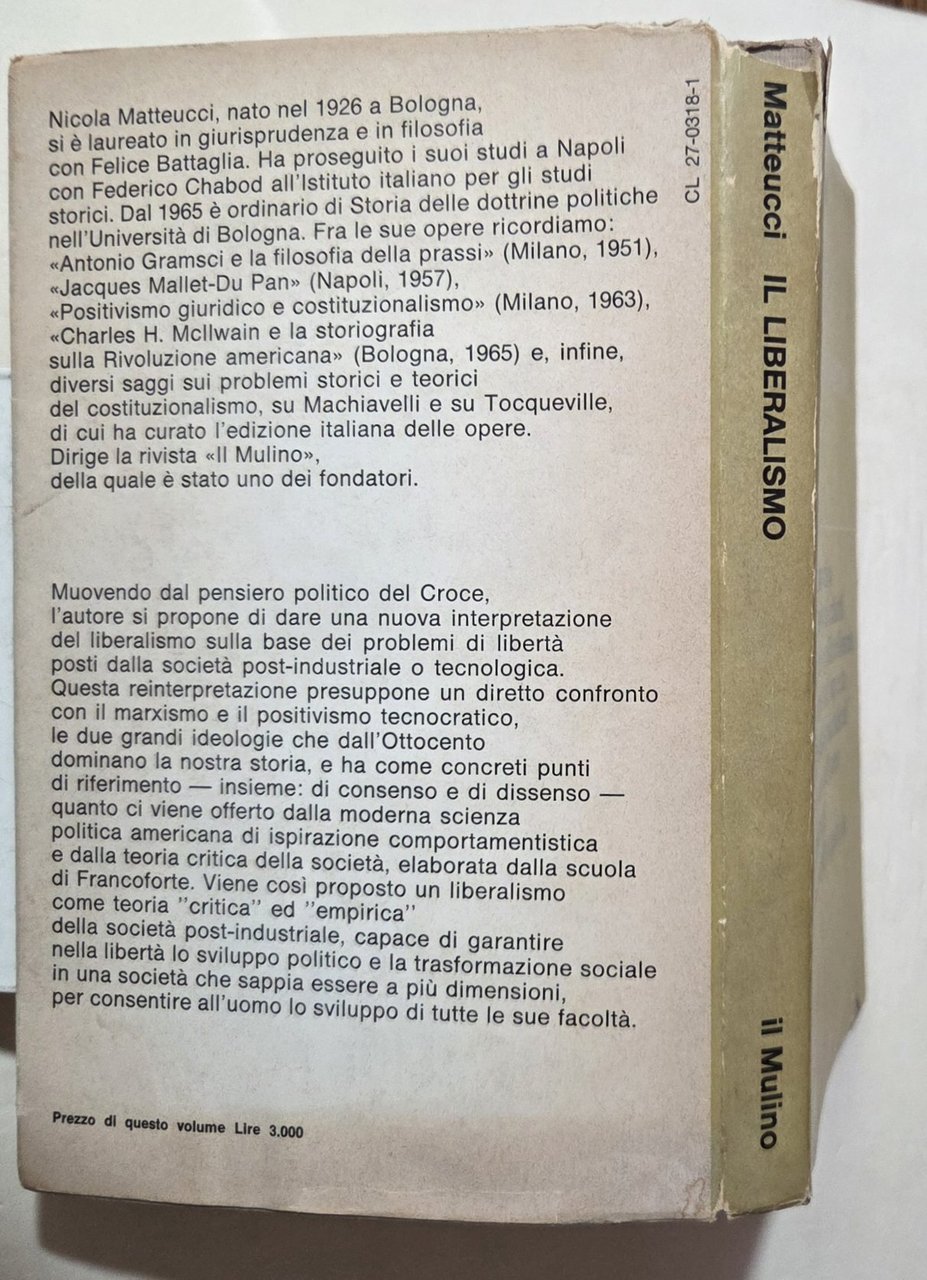 Nicola Matteucci, nato nel 1926 a Bologna,
si è laureato in giurisprudenza e in filosofia
con Felice Battaglia. Ha proseguito i suoi studi a Napoli
con Federico Chabod all'Istituto italiano per gli studi
storici. Dal 1965 è ordinario di Storia delle dottrine politiche
nell'Università di Bologna. Fra le sue opere ricordiamo:
«Antonio Gramsci e la filosofia della prassi» (Milano, 1951),
«Jacques Mallet-Du Pan» (Napoli, 1957),
«Positivismo giuridico e costituzionalismo» (Milano, 1963),
«Charles H. McIlwain e la storiografia
sulla Rivoluzione americana» (Bologna, 1965) e, infine,
diversi saggi sui problemi storici e teorici
del costituzionalismo, su Machiavelli e su Tocqueville,
di cui ha curato l'edizione italiana delle opere.
Dirige la rivista «Il Mulino»,
della quale è stato uno dei fondatori.
Muovendo dal pensiero politico del Croce,
l'autore si propone di dare una nuova interpretazione
del liberalismo sulla base dei problemi di libertà
posti dalla società post-industriale o tecnologica.
Questa reinterpretazione presuppone un diretto confronto
con il marxismo e il positivismo tecnocratico,
le due grandi ideologie che dall'Ottocento
dominano la nostra storia, e ha come concreti punti
di riferimento — insieme: di consenso e di dissenso —
quanto ci viene offerto dalla moderna scienza
politica americana di ispirazione comportamentistica
e dalla teoria critica della società, elaborata dalla scuola
di Francoforte. Viene così proposto un liberalismo
come teoria "critica" ed "empirica"
della società post-industriale, capace di garantire
nella libertà lo sviluppo politico e la trasformazione sociale
in una società che sappia essere a più dimensioni,
per consentire all'uomo lo sviluppo di tutte le sue facoltà.
Prezzo di questo volume Lire 3.000
CL 27-0318-1
Matteucci IL LIBERALISMO
il Mulino